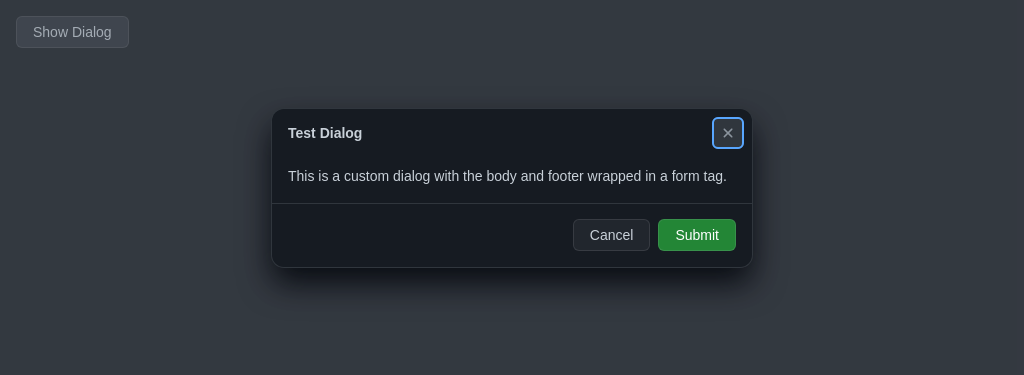 Show Dialog
Test Dialog
This is a custom dialog with the body and footer wrapped in a form tag.
Cancel
Submit